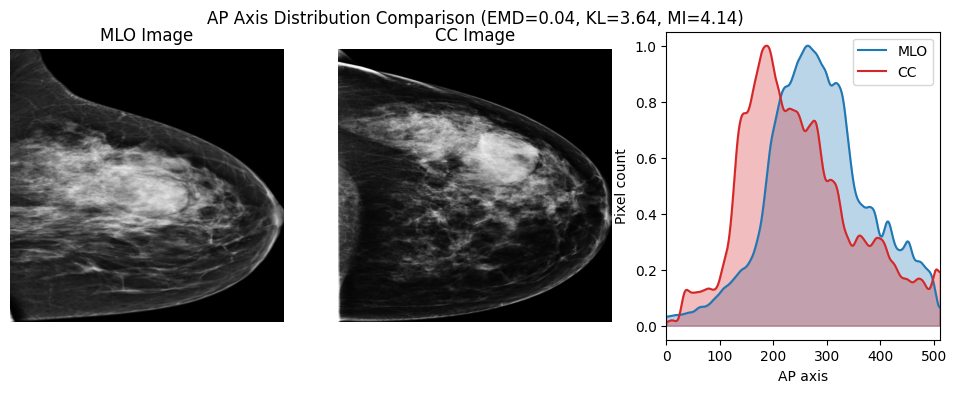 AP Axis Distribution Comparison (EMD=0.04, KL=3.64, MI=4.14)
MLO Image
CC Image
MLO
CC
Pixel count
1.0
0.8
0.6
0.4
0.2
0.0
0 100 200 300 400 500
AP axis